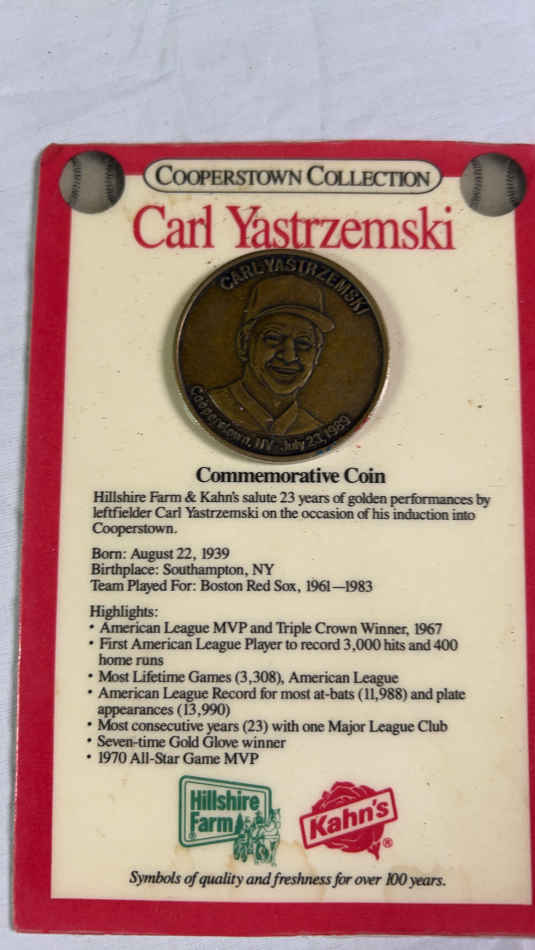 COOPERSTOWN COLLECTION
Carl Yastrzemski
CARL YASTRZEMSKI
Cooperstown, NY July 23, 1989
Commemorative Coin
Hillshire Farm & Kahn's salute 23 years of golden performances by
leftfielder Carl Yastrzemski on the occasion of his induction into
Cooperstown.
Born: August 22, 1939
Birthplace: Southampton, NY
Team Played For: Boston Red Sox, 1961—1983
Highlights:
• American League MVP and Triple Crown Winner, 1967
• First American League Player to record 3,000 hits and 400
home runs
• Most Lifetime Games (3,308), American League
• American League Record for most at-bats (11,988) and plate
appearances (13,990)
• Most consecutive years (23) with one Major League Club
• Seven-time Gold Glove winner
• 1970 All-Star Game MVP
Hillshire
Farm
®
Kahn's
®
Symbols of quality and freshness for over 100 years.